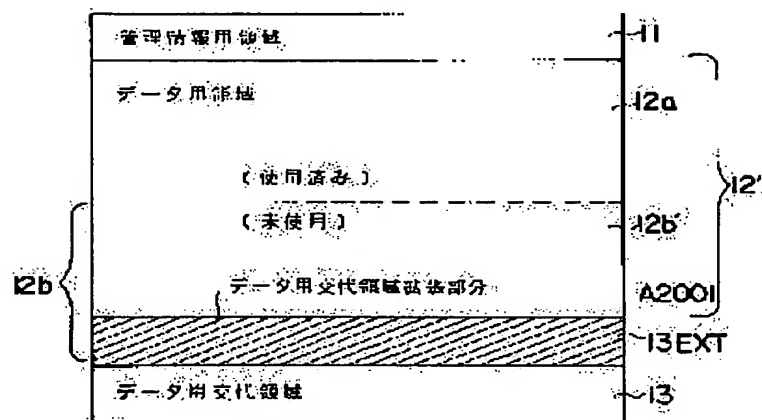 管理情報用領域
11
データ用領域
12a
(使用済み)
12'
(未使用)
12b'
12b
データ用交代領域拡張部分
A2001
13EXT
データ用交代領域
13